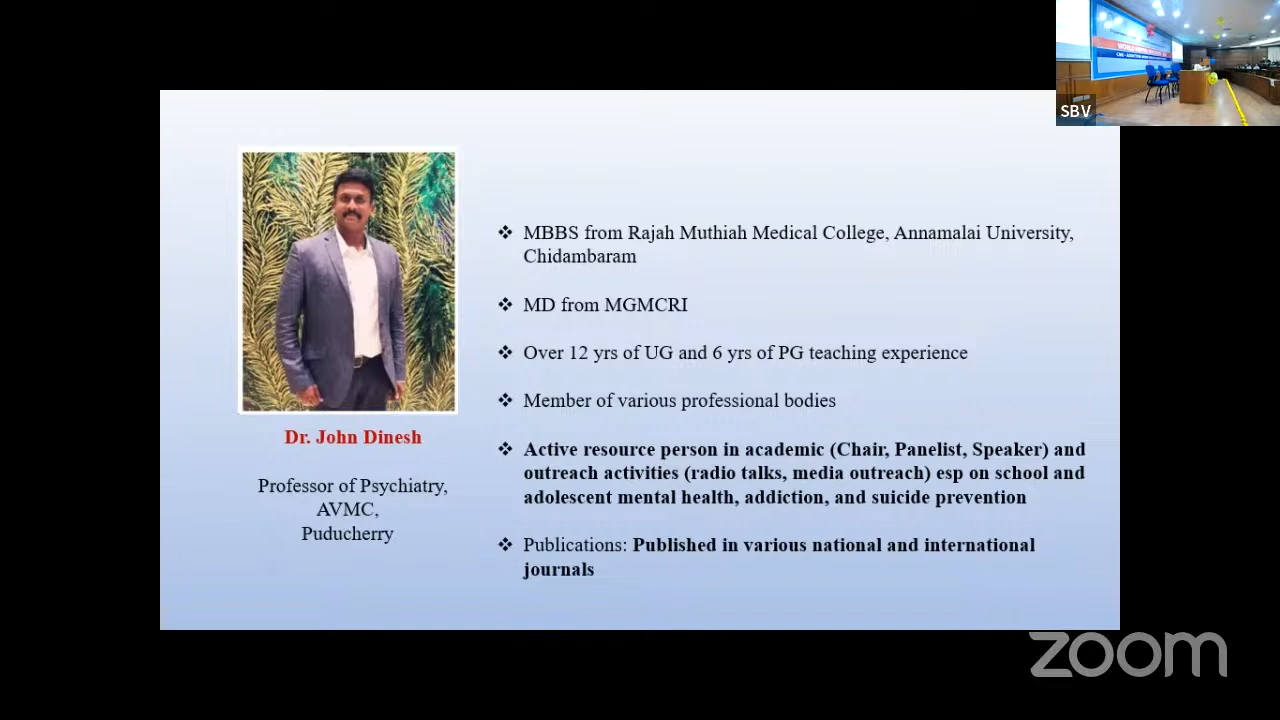 SBV
MBBS from Rajah Muthiah Medical College, Annamalai University,
Chidambaram
MD from MGMCRI
Over 12 yrs of UG and 6 yrs of PG teaching experience
Member of various professional bodies
Active resource person in academic (Chair, Panelist, Speaker) and
outreach activities (radio talks, media outreach) esp on school and
adolescent mental health, addiction, and suicide prevention
Publications: Published in various national and international
journals
Dr. John Dinesh
Professor of Psychiatry,
AVMC,
Puducherry
zoom